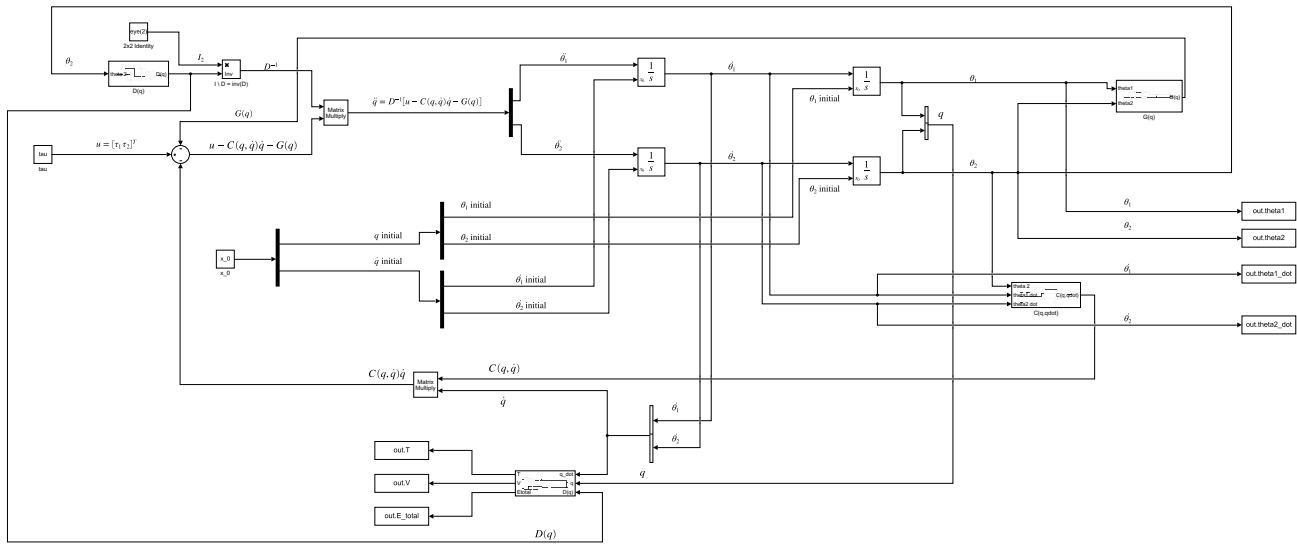 eye(2)
2x2 Identity
θ₂
I₂
theta 2
D(q)
D(q)
Inv
I \ D = inv(D)
D⁻¹
Matrix
Multiply
q̈ = D⁻¹[u − C(q, q̇)q̇ − G(q)]
G(q)
tau
tau
u = [τ₁ τ₂]ᵀ
u − C(q, q̇)q̇ − G(q)
θ̈₁
θ̈₂
1
s
x₀
1
s
x₀
θ̇₁
θ̇₂
θ₁ initial
θ₂ initial
1
s
1
s
θ₁
θ₂
q
theta1
theta2
G(q)
G(q)
x_0
x_0
q initial
q̇ initial
θ₁ initial
θ₂ initial
θ̇₁ initial
θ̇₂ initial
θ₁
out.theta1
θ₂
out.theta2
θ̇₁
out.theta1_dot
θ̇₂
out.theta2_dot
theta 2
theta1 dot
theta2 dot
C(q,qdot)
C(q,qdot)
C(q, q̇)q̇
Matrix
Multiply
C(q, q̇)
q̇
θ̇₁
θ̇₂
q
out.T
out.V
out.E_total
T
V
Etotal
q_dot
q
D(q)
D(q)